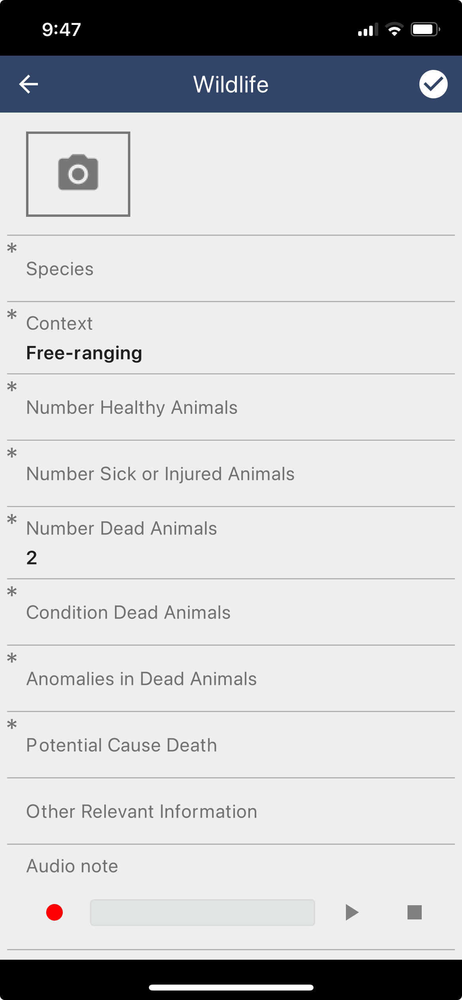 9:47
Wildlife
*
Species
*
Context
Free-ranging
*
Number Healthy Animals
*
Number Sick or Injured Animals
*
Number Dead Animals
2
*
Condition Dead Animals
*
Anomalies in Dead Animals
*
Potential Cause Death
Other Relevant Information
Audio note